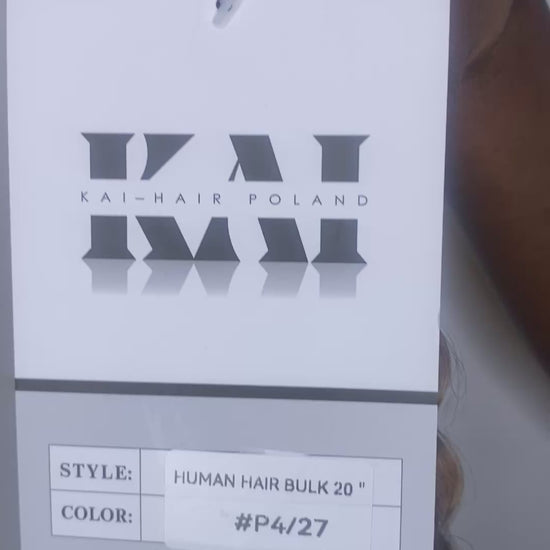 KAI
KAI-HAIR POLAND
STYLE: HUMAN HAIR BULK 20 "
COLOR: #P4/27